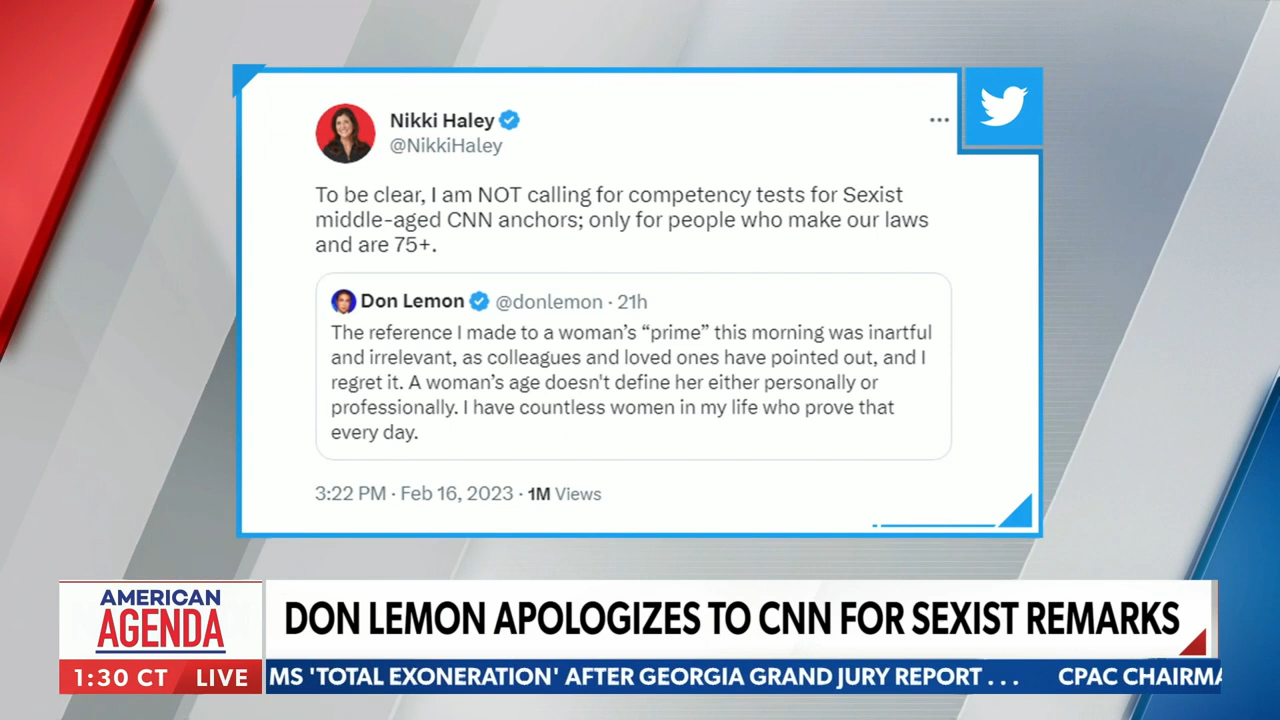 Nikki Haley
@NikkiHaley
To be clear, I am NOT calling for competency tests for Sexist
middle-aged CNN anchors; only for people who make our laws
and are 75+.
Don Lemon @donlemon · 21h
The reference I made to a woman’s “prime” this morning was inartful
and irrelevant, as colleagues and loved ones have pointed out, and I
regret it. A woman’s age doesn't define her either personally or
professionally. I have countless women in my life who prove that
every day.
3:22 PM · Feb 16, 2023 · 1M Views
AMERICAN
AGENDA
DON LEMON APOLOGIZES TO CNN FOR SEXIST REMARKS
1:30 CT LIVE
MS 'TOTAL EXONERATION' AFTER GEORGIA GRAND JURY REPORT . . . CPAC CHAIRMA